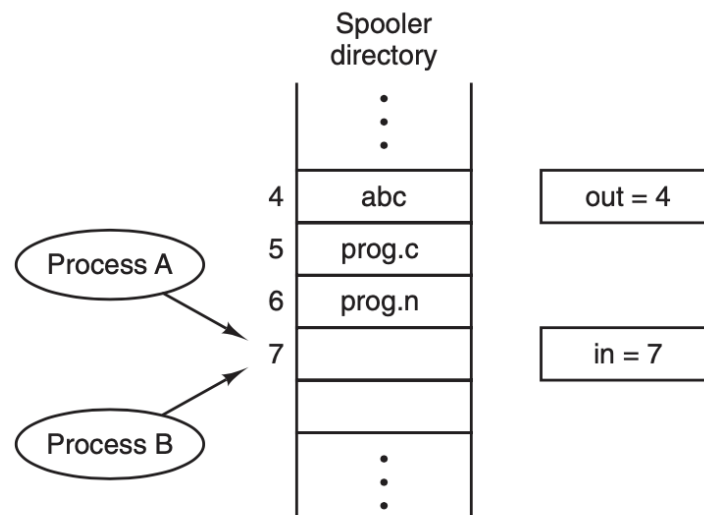 Spooler
directory
4
abc
out = 4
5
prog.c
Process A
6
prog.n
7
in = 7
Process B